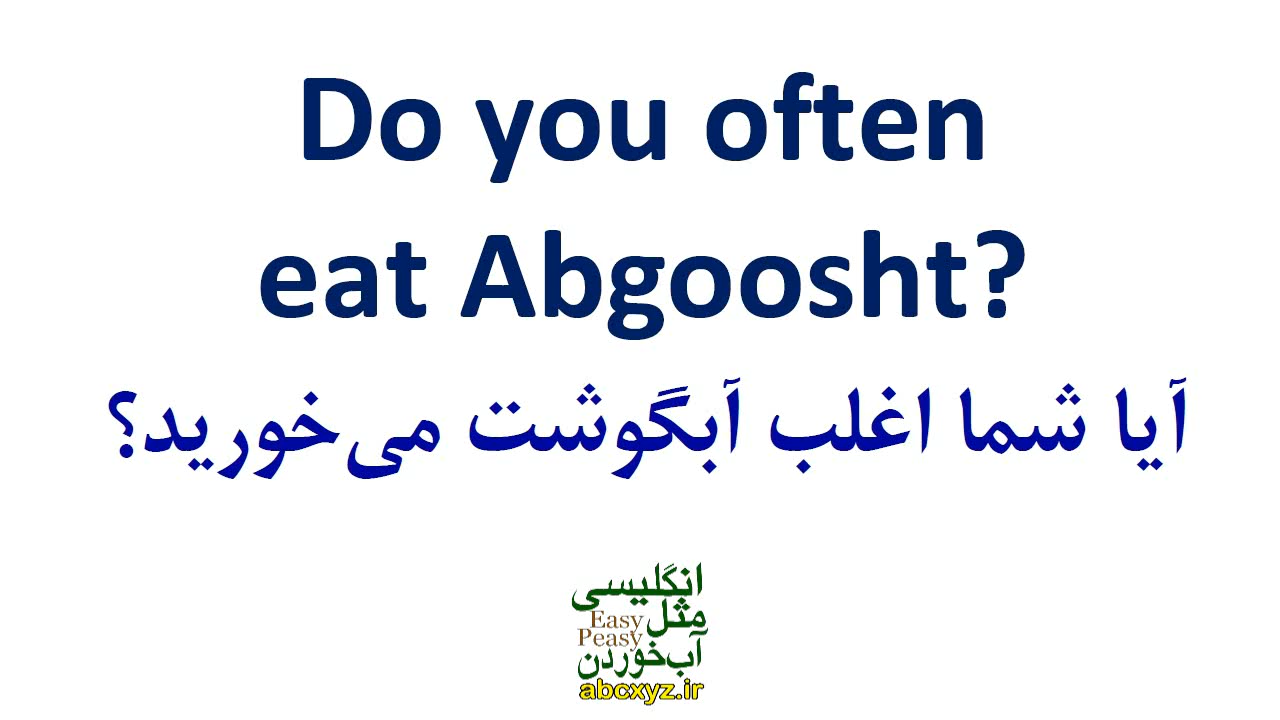 Do you often
eat Abgoosht?
آیا شما اغلب آبگوشت می‌خورید؟
انگلیسی
مثل
Easy
Peasy
آب‌خوردن
abcxyz.ir